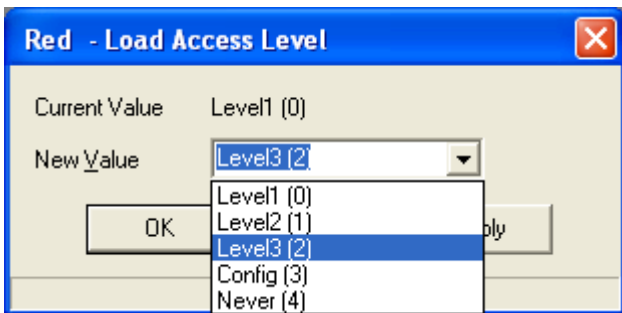 Red - Load Access Level
Current Value Level1 (0)
New Value Level3 (2)
Level1 (0)
OK Level2 (1)
Level3 (2)
Config (3)
Never (4)